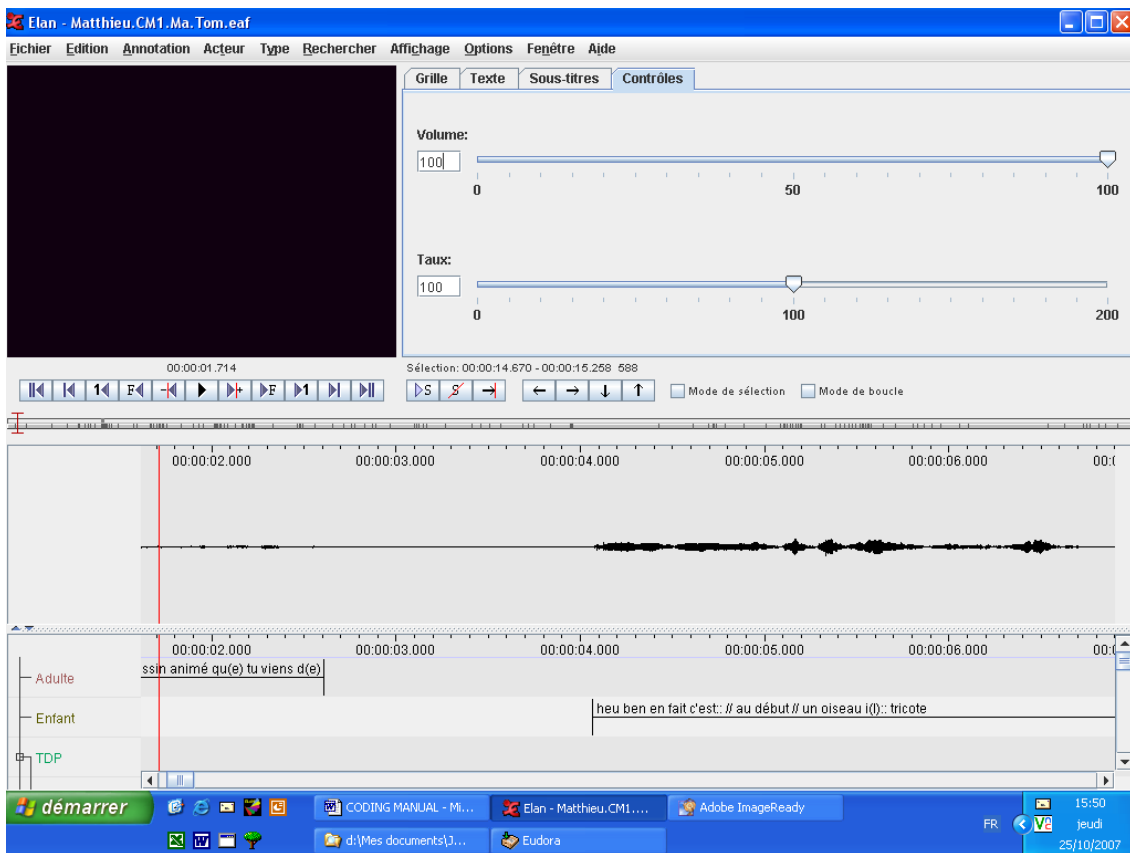 Elan - Matthieu.CM1.Ma.Tom.eaf
Fichier Edition Annotation Acteur Type Rechercher Affichage Options Fenêtre Aide
Grille Texte Sous-titres Contrôles
Volume:
100
0 50 100
Taux:
100
0 100 200
00:00:01.714
Sélection: 00:00:14.670 - 00:00:15.258 588
1 F F 1 S S
Mode de sélection Mode de boucle
00:00:02.000 00:00:03.000 00:00:04.000 00:00:05.000 00:00:06.000 00:(
00:00:02.000 00:00:03.000 00:00:04.000 00:00:05.000 00:00:06.000 00:(
Adulte ssin animé qu(e) tu viens d(e)
Enfant heu ben en fait c'est:: // au début // un oiseau i(l):: tricote
TDP
démarrer CODING MANUAL - Mi... Elan - Matthieu.CM1.... Adobe ImageReady 15:50
FR jeudi
d:\Mes documents\J... Eudora 25/10/2007